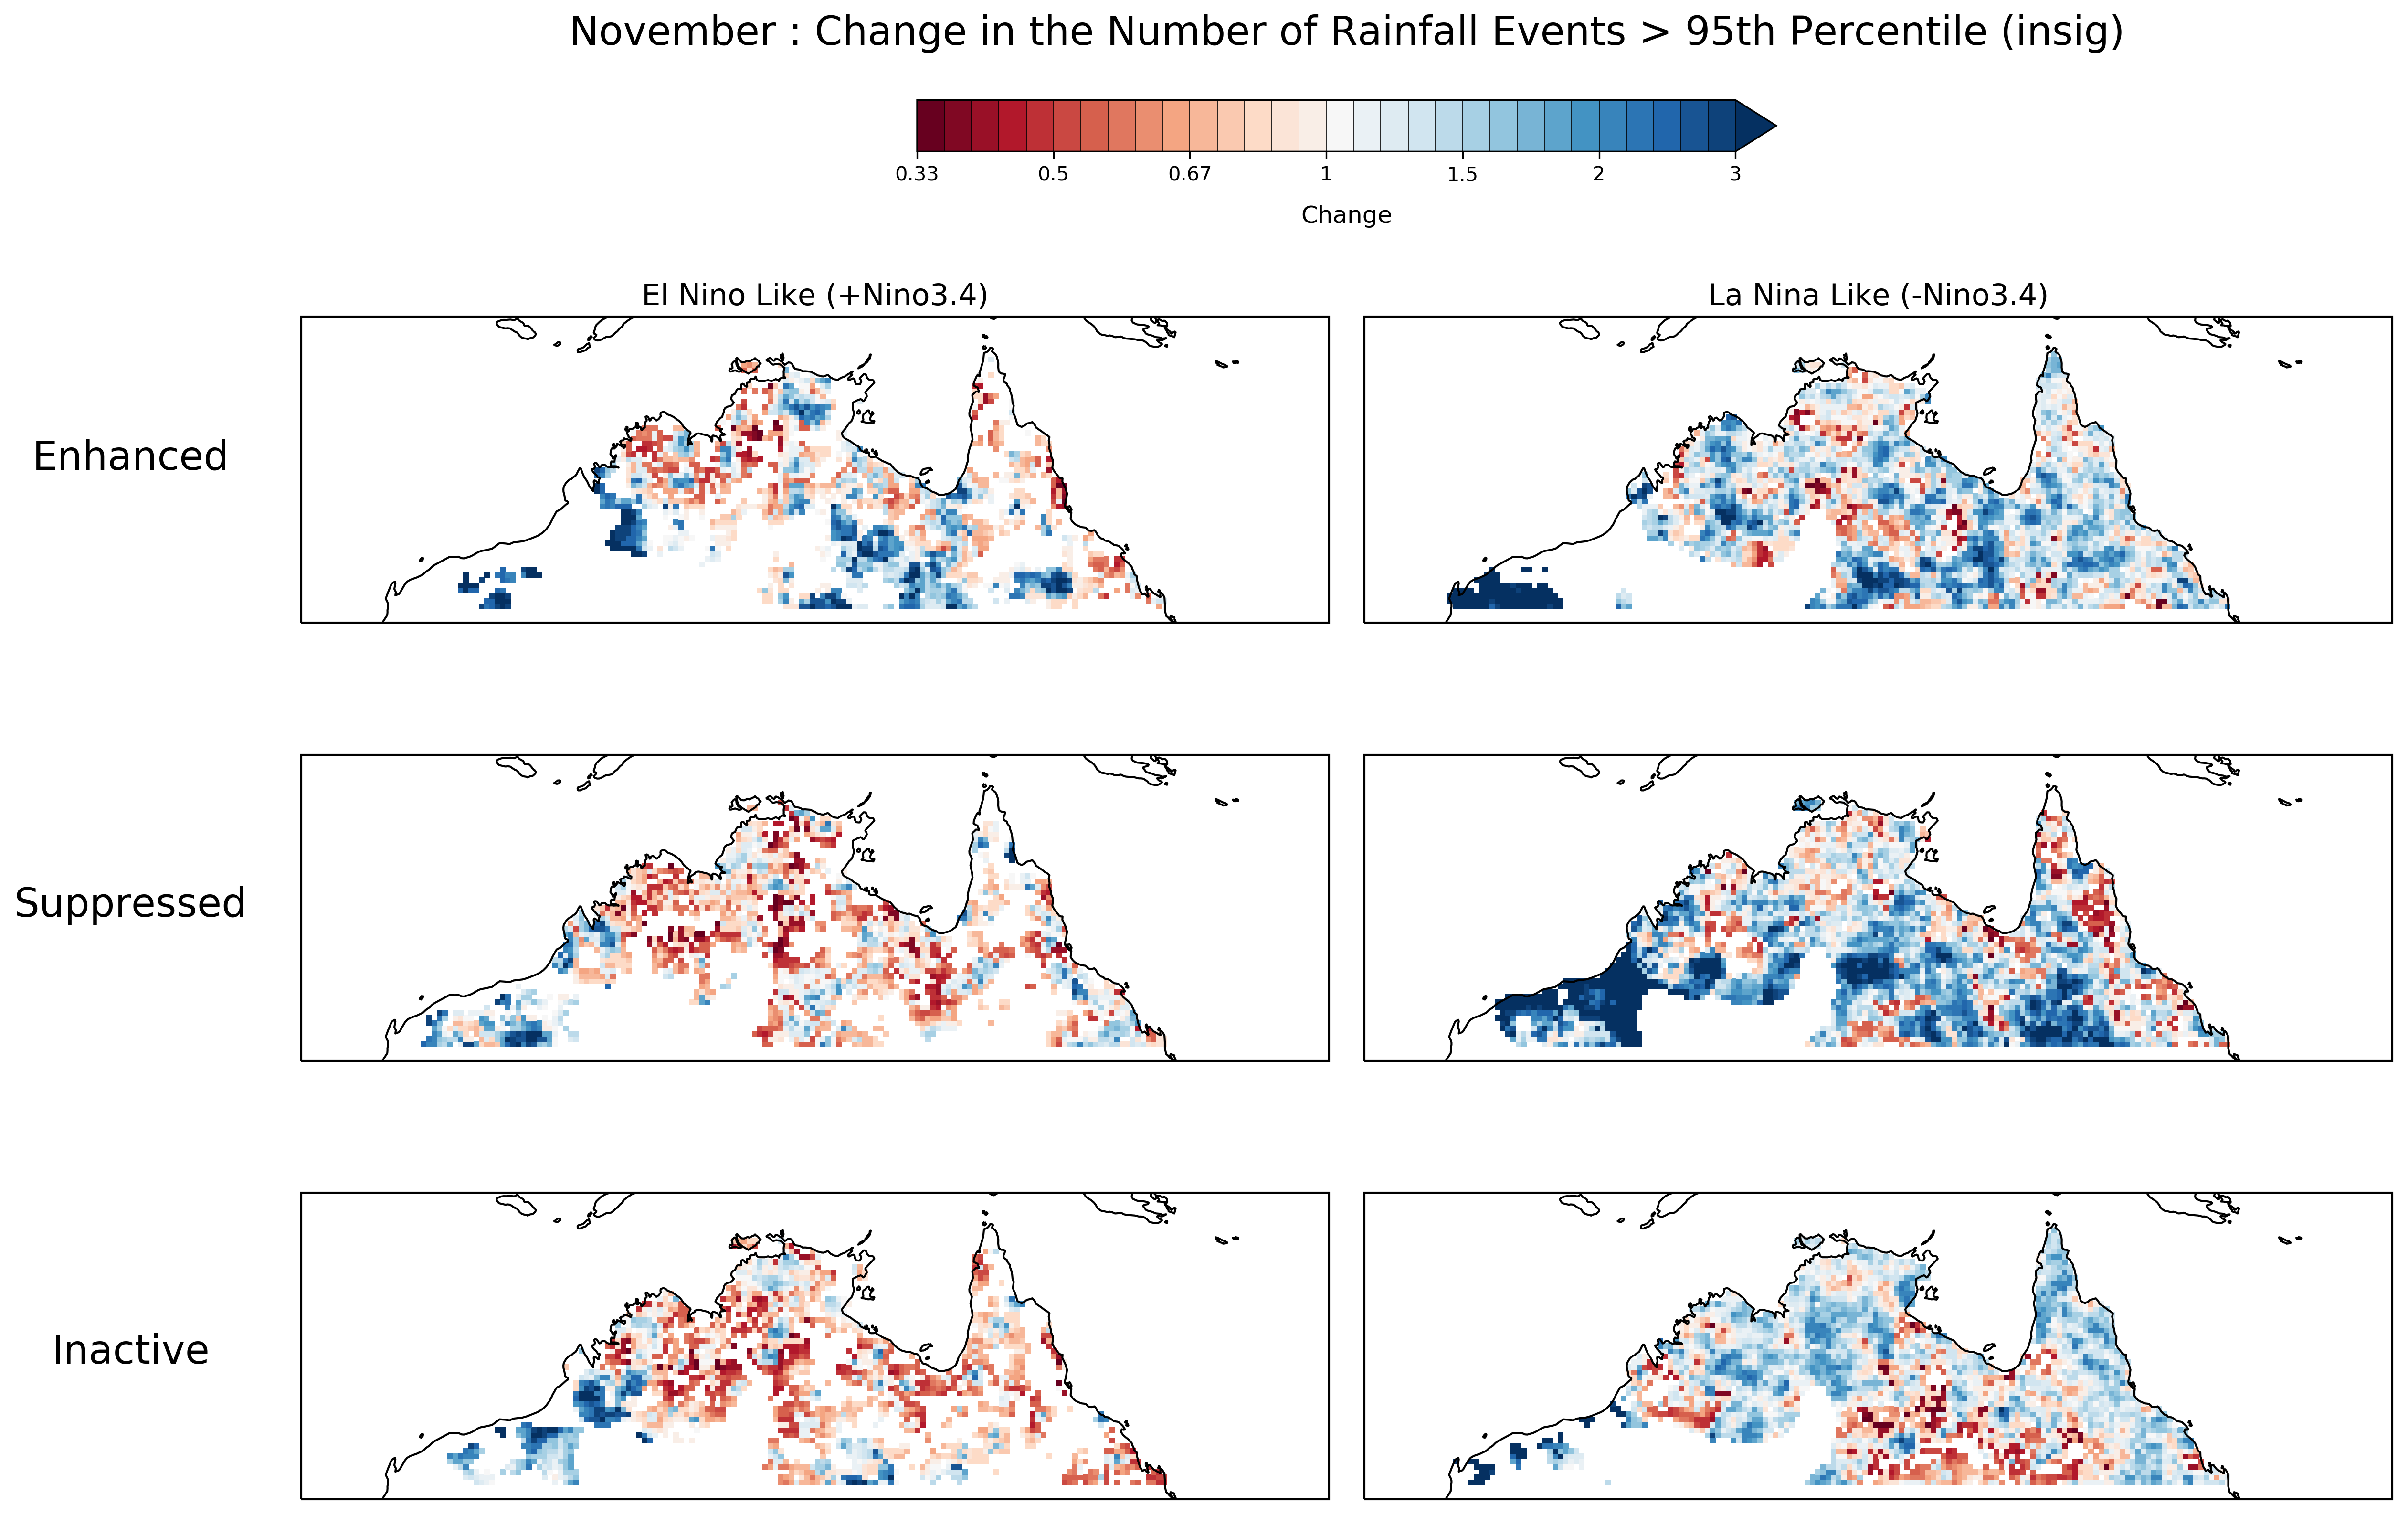 November : Change in the Number of Rainfall Events > 95th Percentile (insig)
0.33 0.5 0.67 1 1.5 2 3
Change
El Nino Like (+Nino3.4) La Nina Like (-Nino3.4)
Enhanced
Suppressed
Inactive